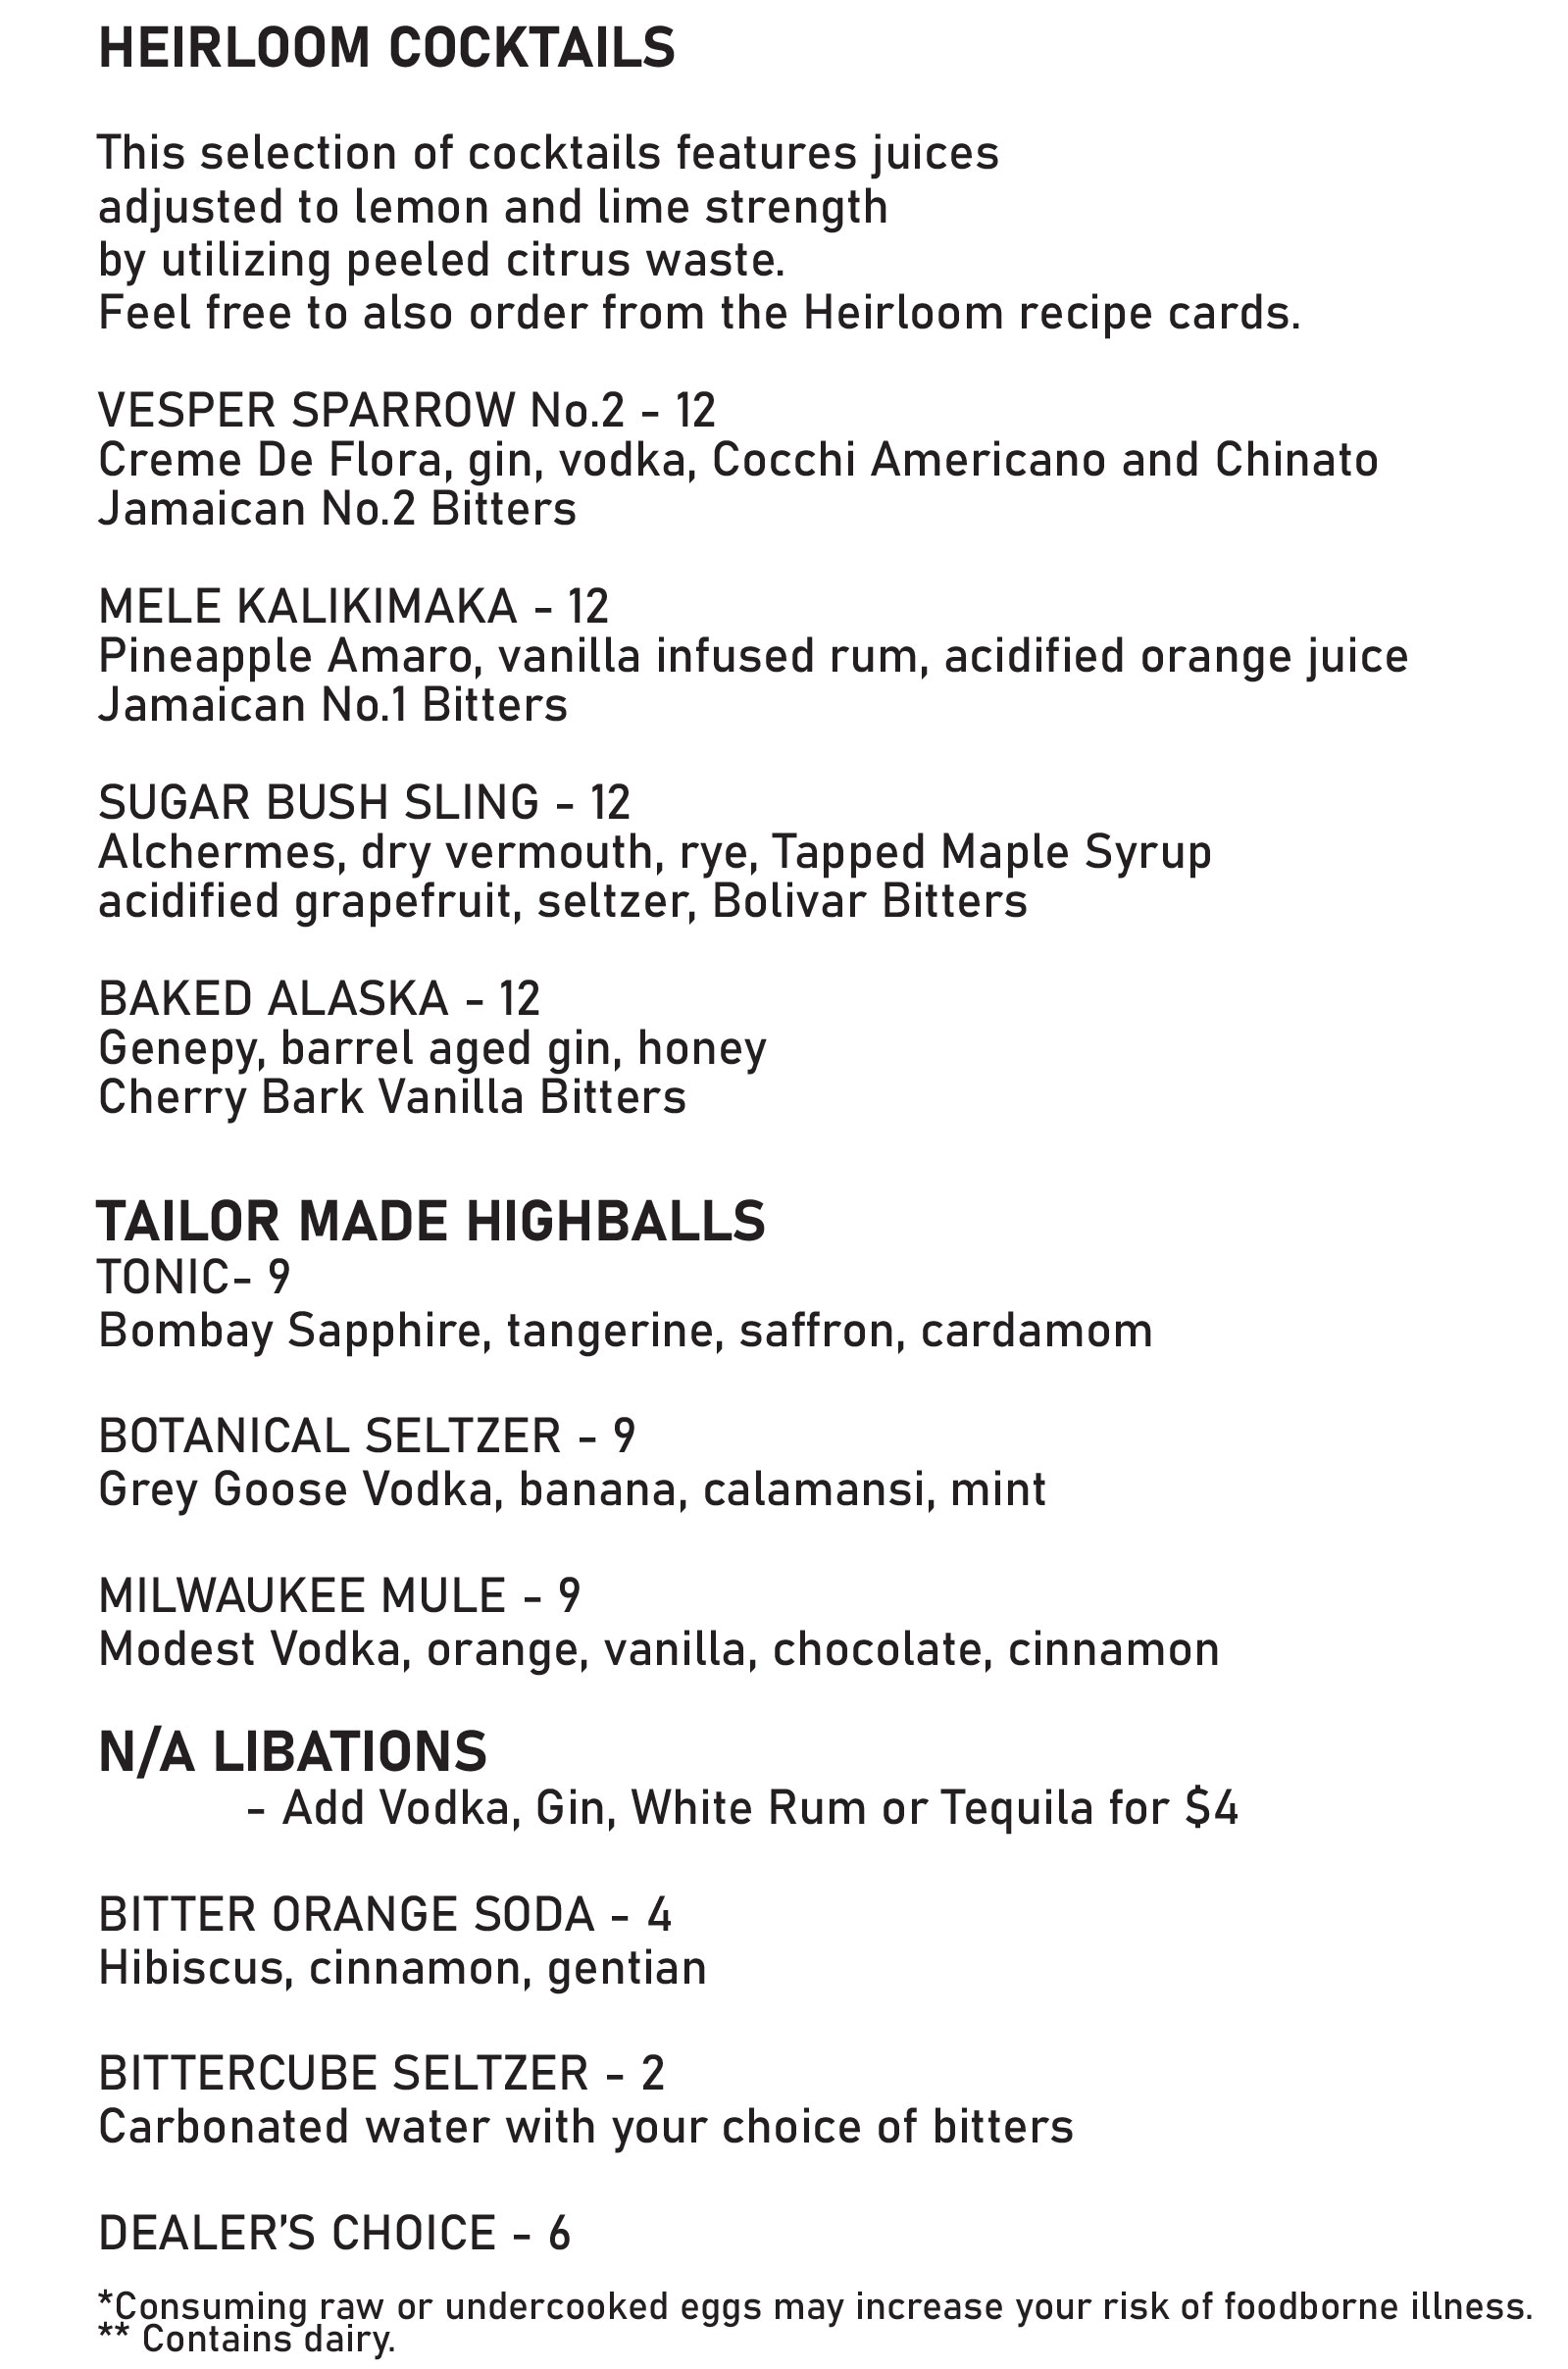 HEIRLOOM COCKTAILS
This selection of cocktails features juices
adjusted to lemon and lime strength
by utilizing peeled citrus waste.
Feel free to also order from the Heirloom recipe cards.
VESPER SPARROW No.2 - 12
Creme De Flora, gin, vodka, Cocchi Americano and Chinato
Jamaican No.2 Bitters
MELE KALIKIMAKA - 12
Pineapple Amaro, vanilla infused rum, acidified orange juice
Jamaican No.1 Bitters
SUGAR BUSH SLING - 12
Alchermes, dry vermouth, rye, Tapped Maple Syrup
acidified grapefruit, seltzer, Bolivar Bitters
BAKED ALASKA - 12
Genepy, barrel aged gin, honey
Cherry Bark Vanilla Bitters
TAILOR MADE HIGHBALLS
TONIC- 9
Bombay Sapphire, tangerine, saffron, cardamom
BOTANICAL SELTZER - 9
Grey Goose Vodka, banana, calamansi, mint
MILWAUKEE MULE - 9
Modest Vodka, orange, vanilla, chocolate, cinnamon
N/A LIBATIONS
- Add Vodka, Gin, White Rum or Tequila for $4
BITTER ORANGE SODA - 4
Hibiscus, cinnamon, gentian
BITTERCUBE SELTZER - 2
Carbonated water with your choice of bitters
DEALER'S CHOICE - 6
*Consuming raw or undercooked eggs may increase your risk of foodborne illness.
** Contains dairy.